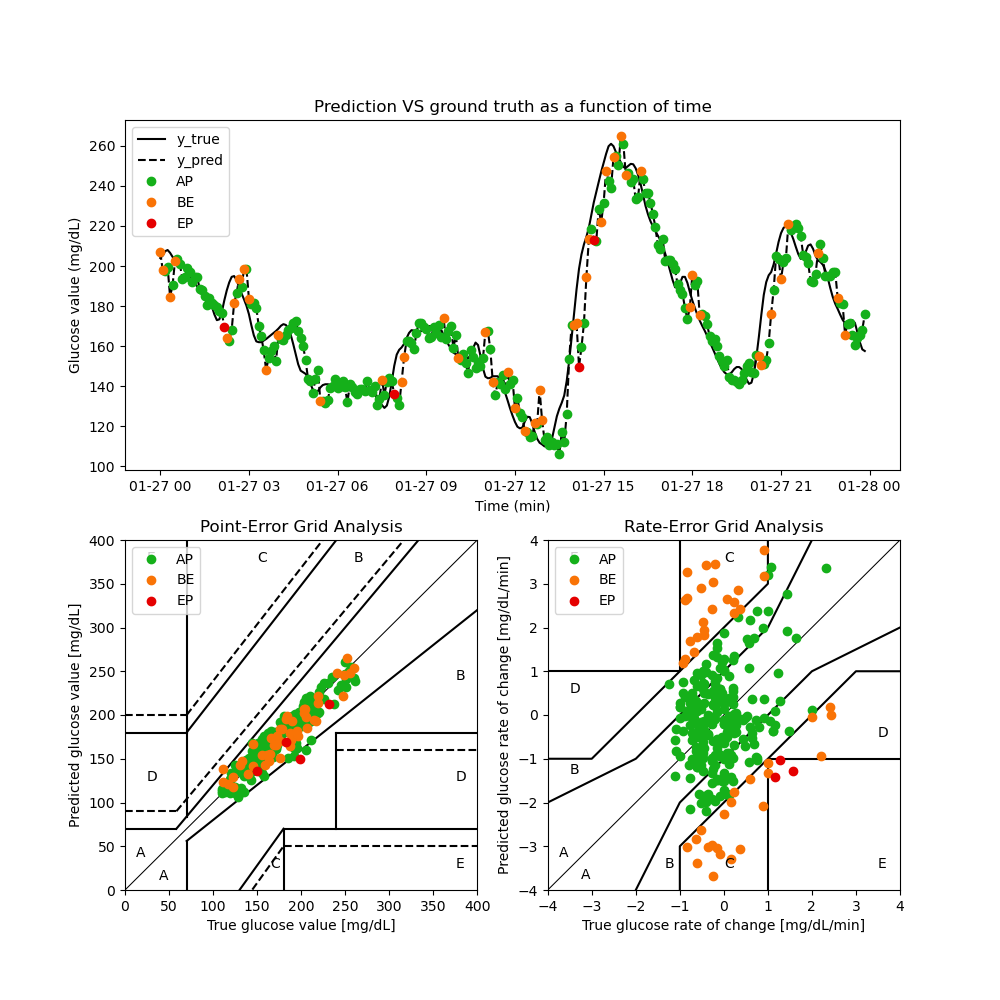 Prediction VS ground truth as a function of time
Glucose value (mg/dL)
260
240
220
200
180
160
140
120
100
y_true
y_pred
AP
BE
EP
01-27 00 01-27 03 01-27 06 01-27 09 01-27 12 01-27 15 01-27 18 01-27 21 01-28 00
Time (min)
Point-Error Grid Analysis
Predicted glucose value [mg/dL]
400
350
300
250
200
150
100
50
0
AP
BE
EP
C
B
B
D
D
A
A
C
E
0 50 100 150 200 250 300 350 400
True glucose value [mg/dL]
Rate-Error Grid Analysis
Predicted glucose rate of change [mg/dL/min]
4
3
2
1
0
−1
−2
−3
−4
AP
BE
EP
C
D
D
B
A
A
B
C
E
−4 −3 −2 −1 0 1 2 3 4
True glucose rate of change [mg/dL/min]